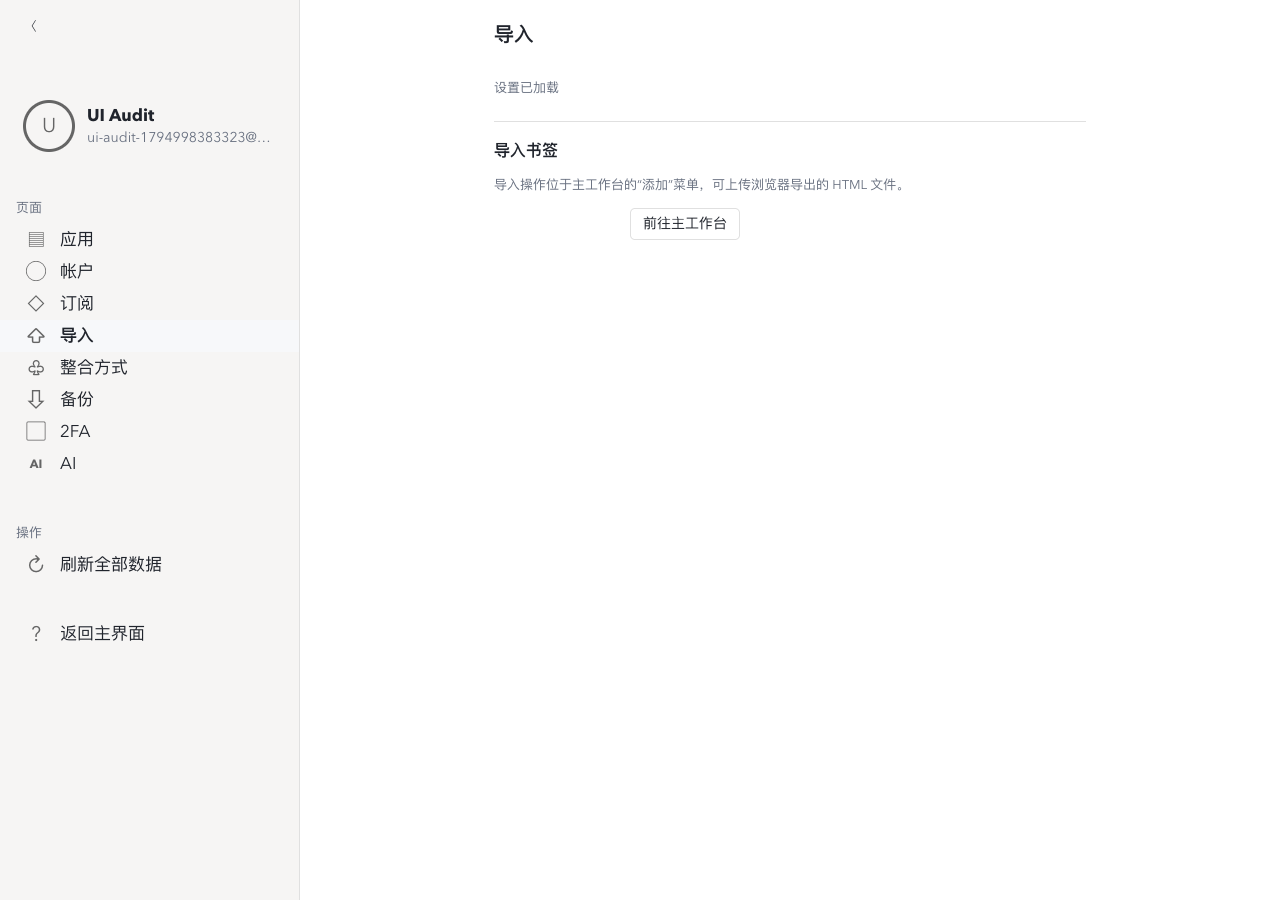 导入
设置已加载
U
UI Audit
ui-audit-1794998383323@...
页面
应用
帐户
订阅
导入
整合方式
备份
2FA
AI AI
操作
刷新全部数据
? 返回主界面
导入书签
导入操作位于主工作台的“添加”菜单，可上传浏览器导出的 HTML 文件。
前往主工作台